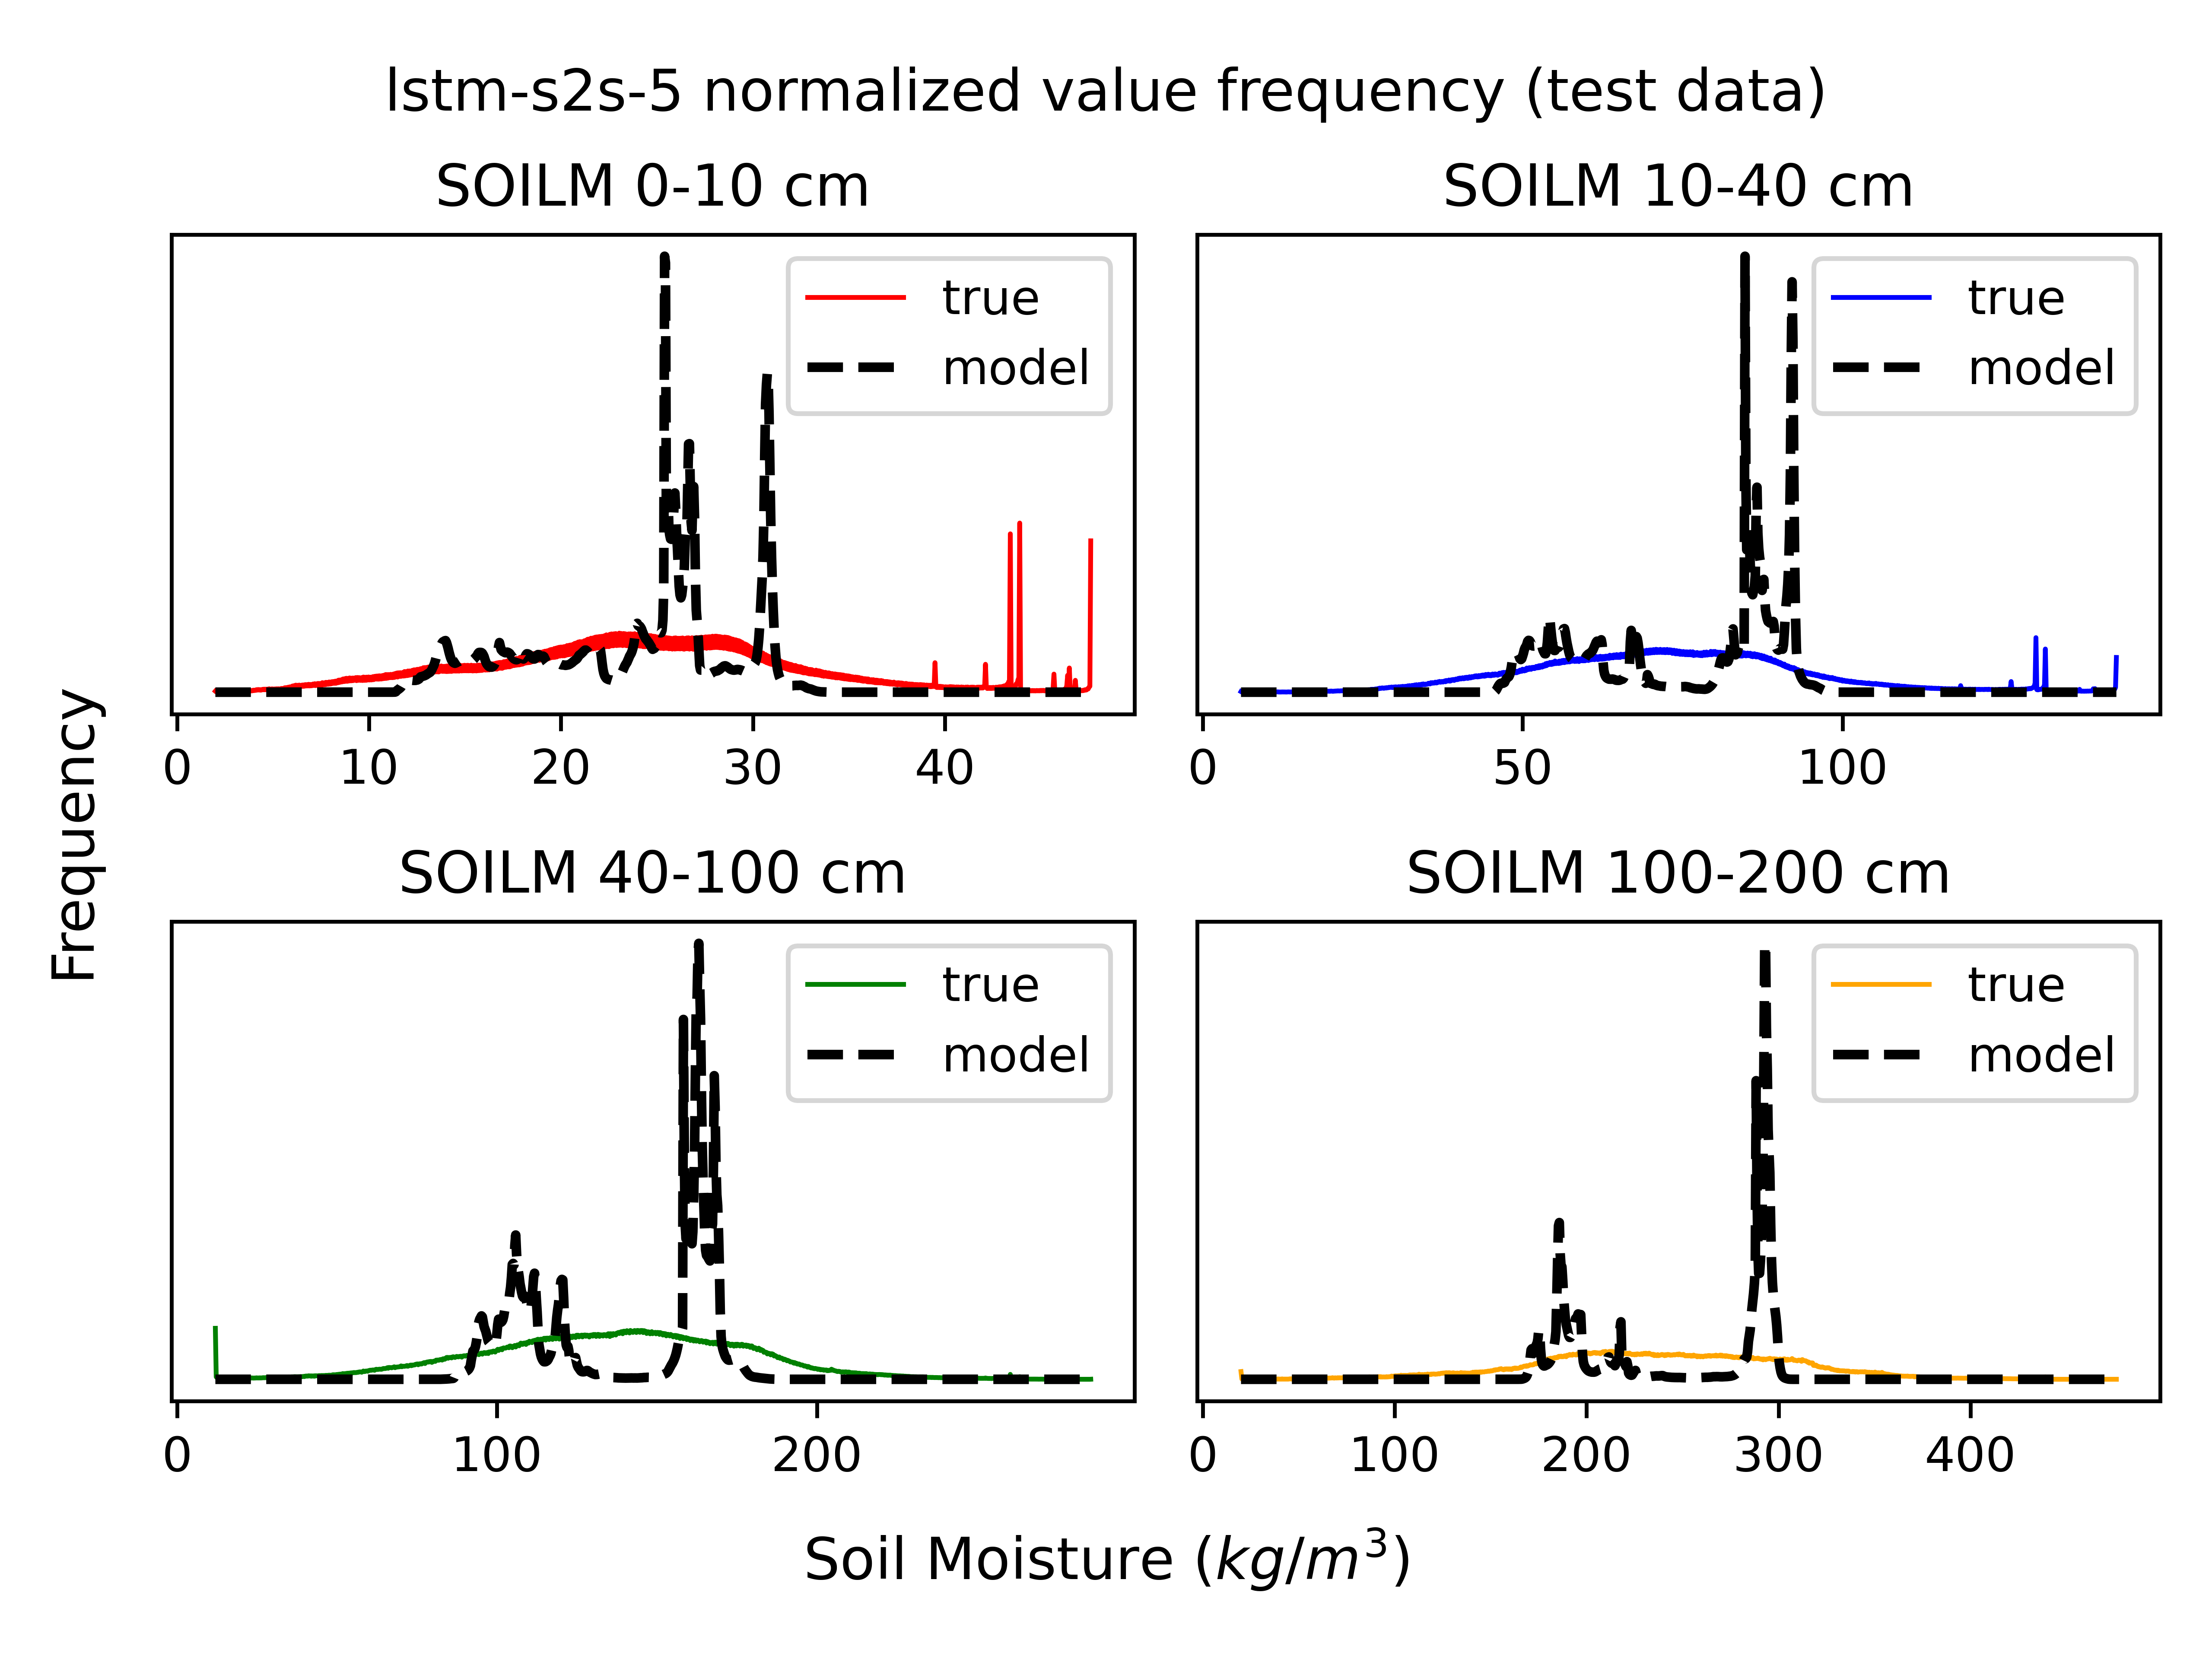 lstm-s2s-5 normalized value frequency (test data)
SOILM 0-10 cm
true
model
0 10 20 30 40
SOILM 10-40 cm
true
model
0 50 100
Frequency
SOILM 40-100 cm
true
model
0 100 200
SOILM 100-200 cm
true
model
0 100 200 300 400
Soil Moisture (kg/m³)